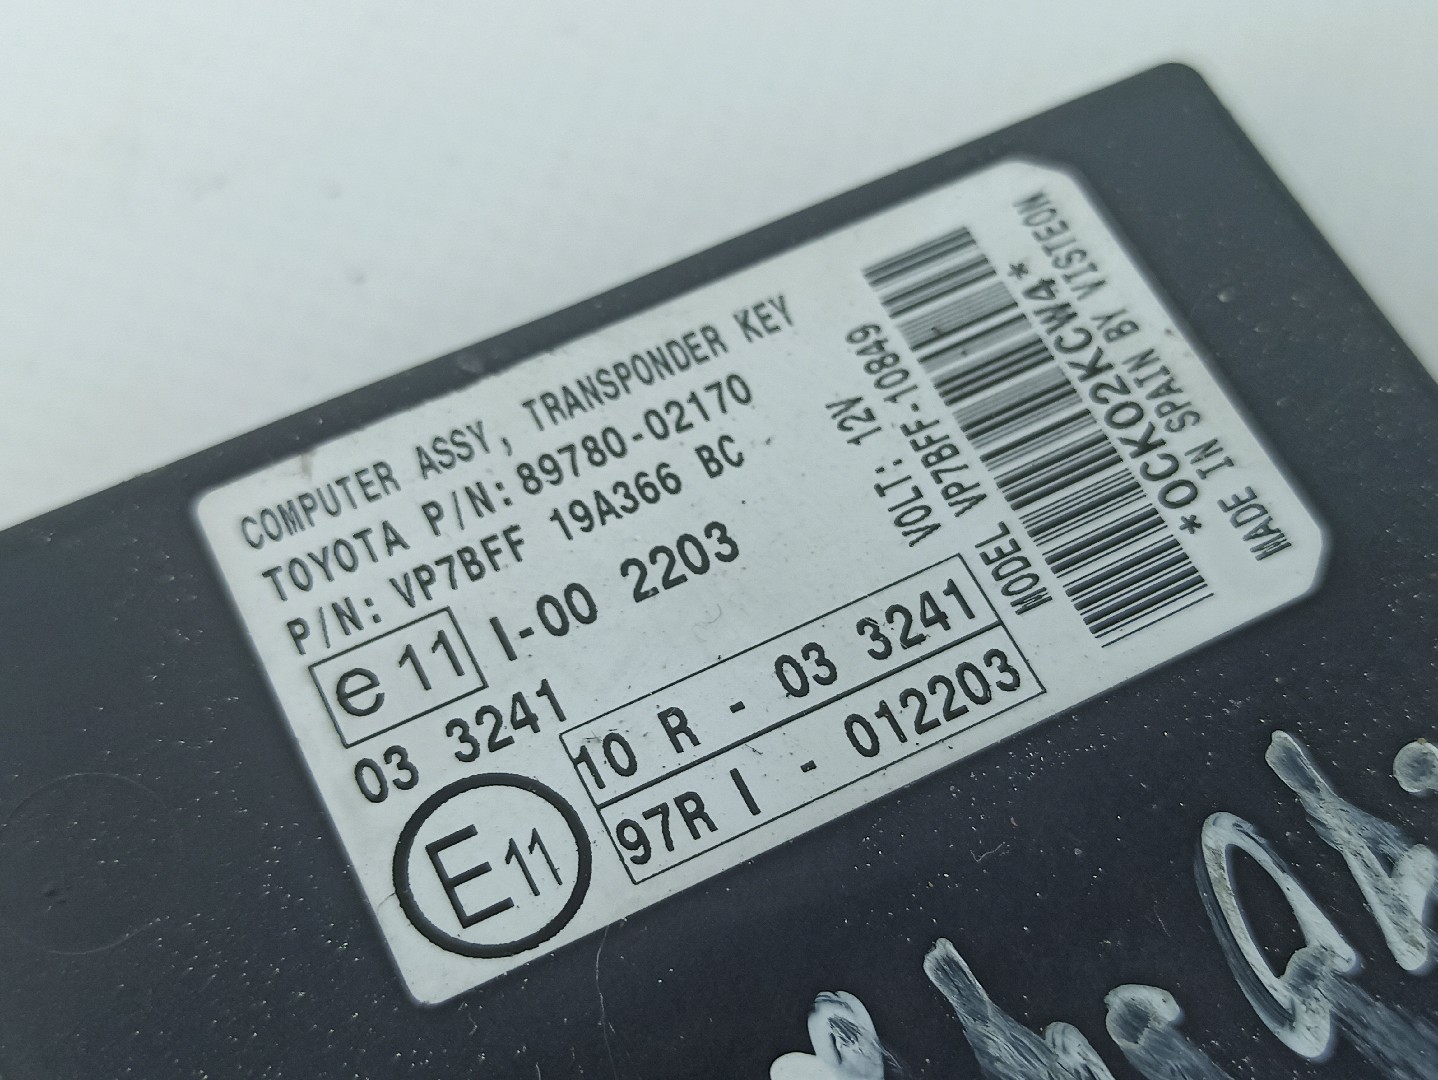 COMPUTER ASSY, TRANSPONDER KEY
TOYOTA P/N: 89780-02170
P/N: VP7BFF 19A366 BC
e11 I-00 2203
03 3241
10 R - 03 3241
97R I - 012203
E11
VOLT: 12V
MODEL VP7BFF-10849
*0CK02KCW4*
MADE IN SPAIN BY VISTEON